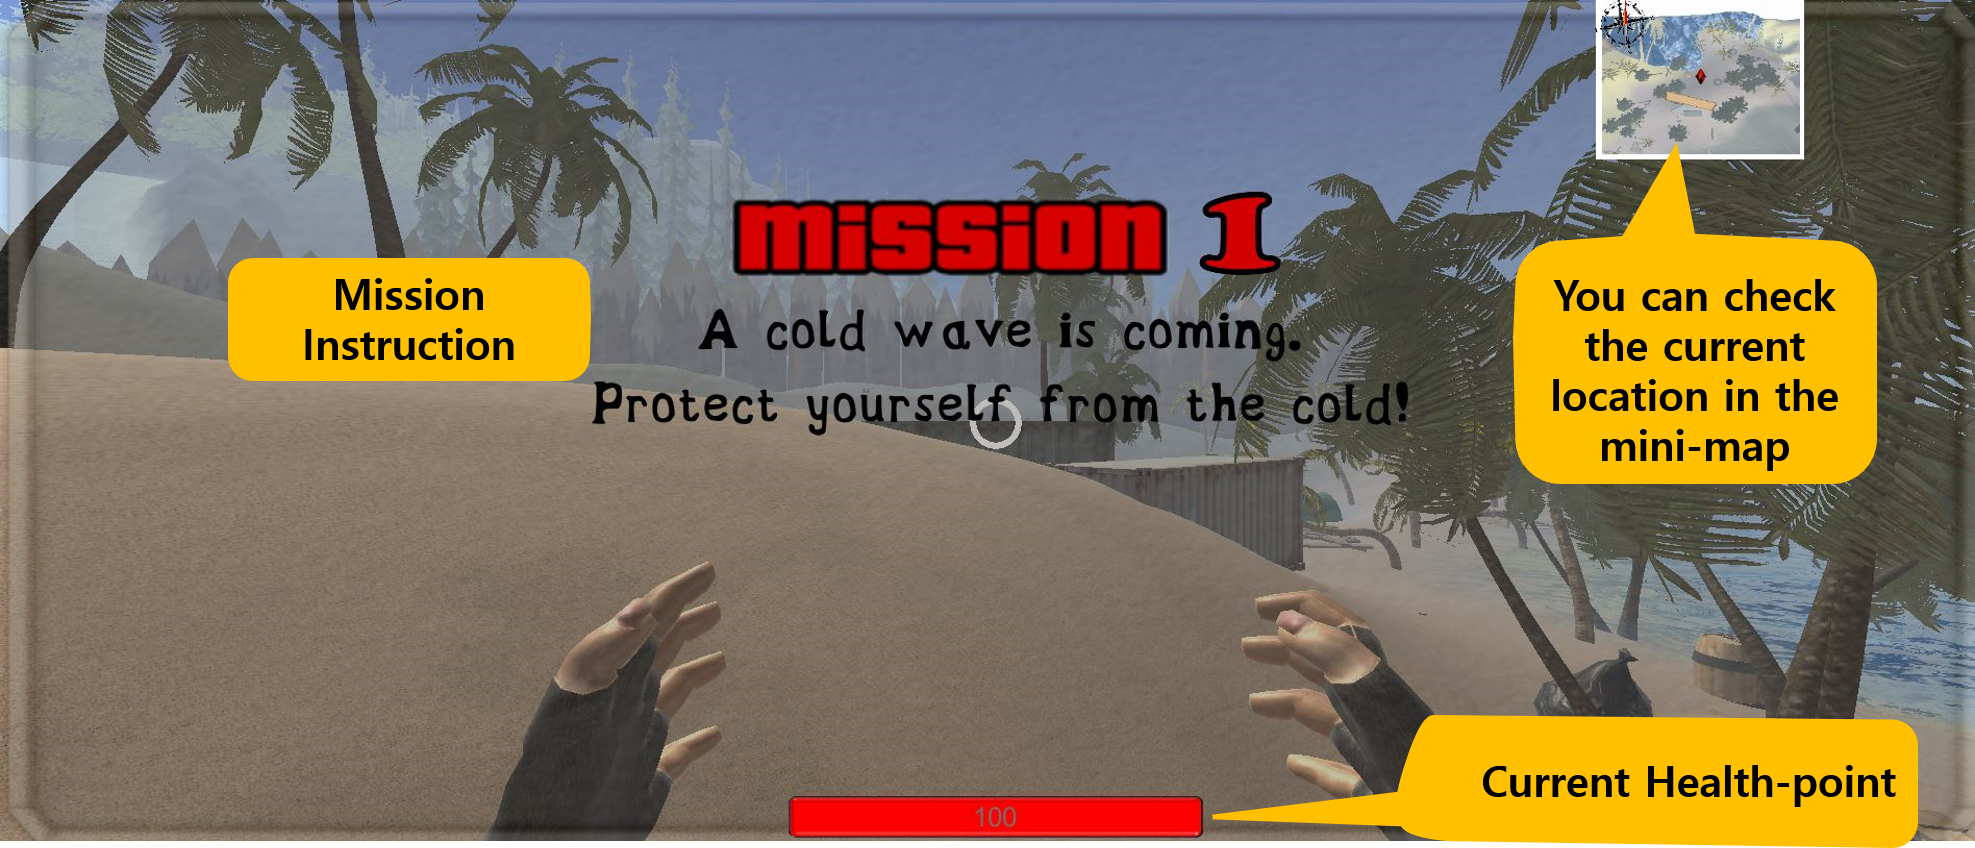 mission 1
A cold wave is coming.
Protect yourself from the cold!
Mission
Instruction
You can check
the current
location in the
mini-map
Current Health-point
100